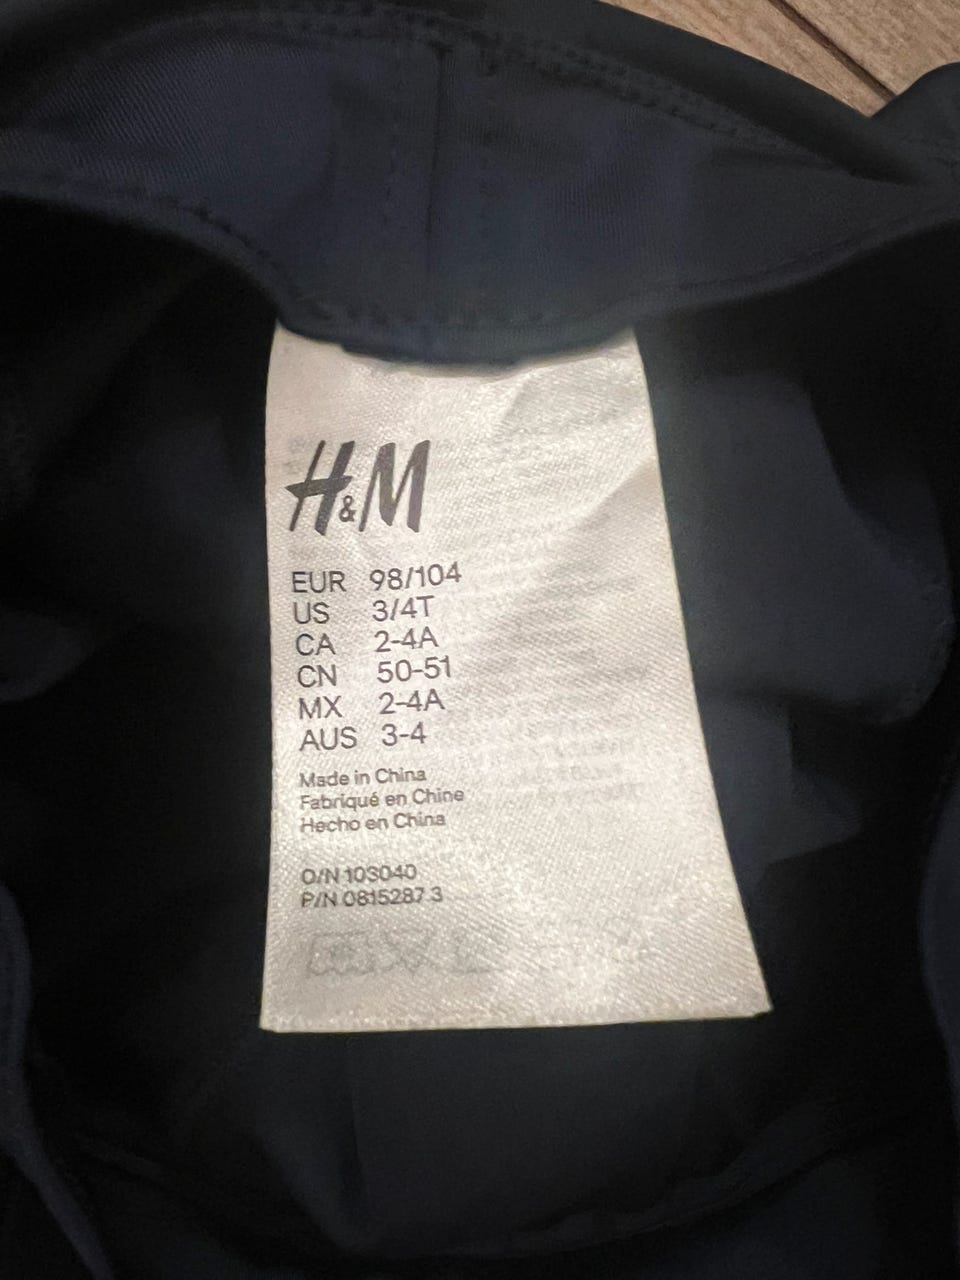 H&M
EUR 98/104
US 3/4T
CA 2-4A
CN 50-51
MX 2-4A
AUS 3-4
Made in China
Fabriqué en Chine
Hecho en China
O/N 103040
P/N 0815287 3